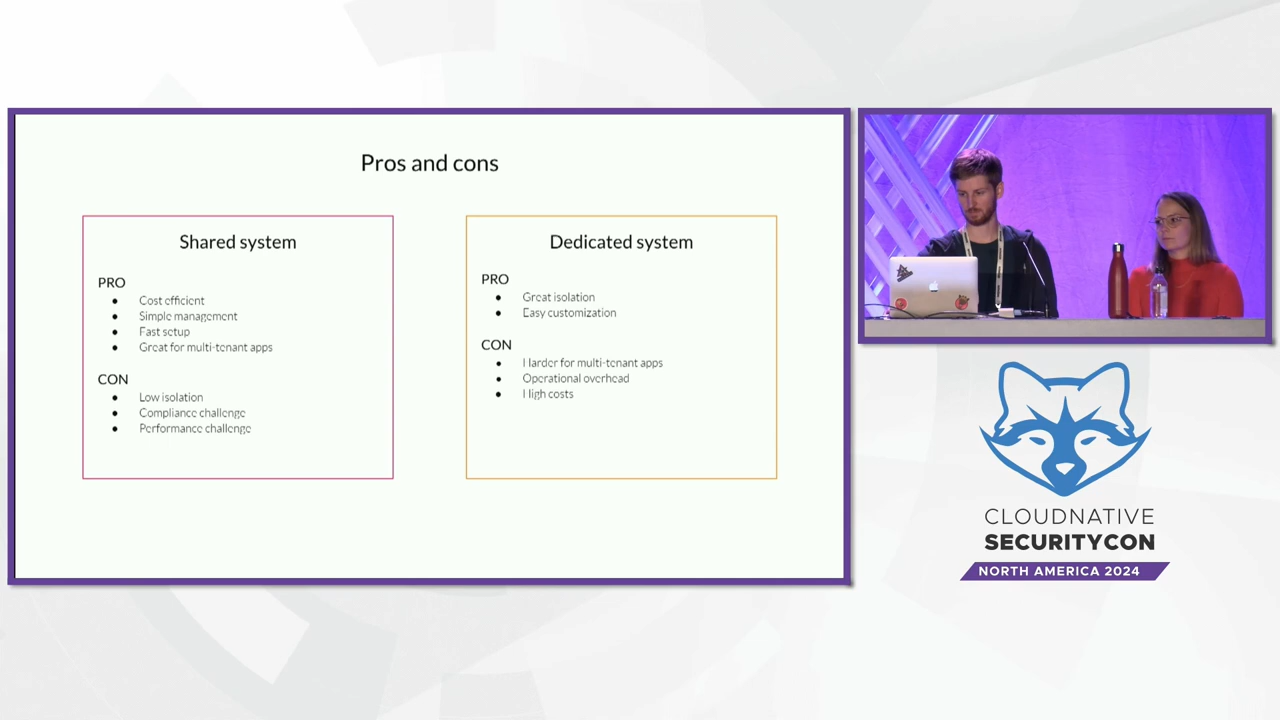 Pros and cons
Shared system
PRO
● Cost efficient
● Simple management
● Fast setup
● Great for multi-tenant apps
CON
● Low isolation
● Compliance challenge
● Performance challenge
Dedicated system
PRO
● Great isolation
● Easy customization
CON
● Harder for multi-tenant apps
● Operational overhead
● High costs
CLOUDNATIVE
SECURITYCON
NORTH AMERICA 2024